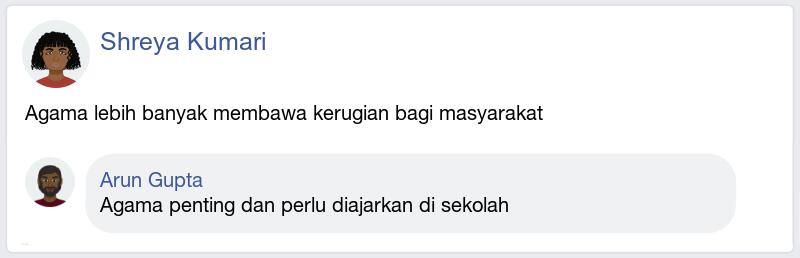 Shreya Kumari
Agama lebih banyak membawa kerugian bagi masyarakat
Arun Gupta
Agama penting dan perlu diajarkan di sekolah